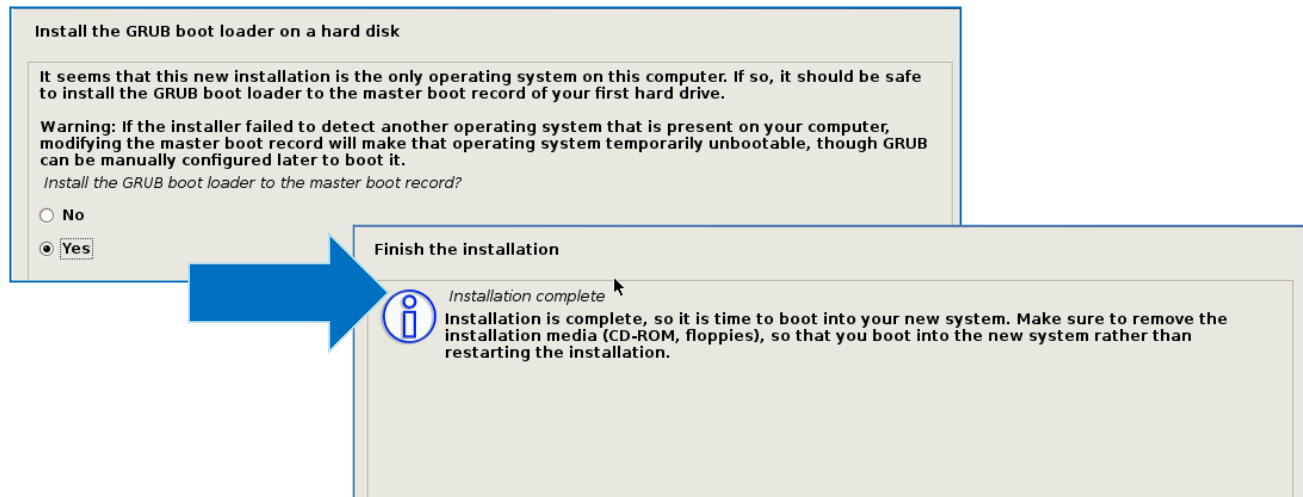 Install the GRUB boot loader on a hard disk
It seems that this new installation is the only operating system on this computer. If so, it should be safe
to install the GRUB boot loader to the master boot record of your first hard drive.
Warning: If the installer failed to detect another operating system that is present on your computer,
modifying the master boot record will make that operating system temporarily unbootable, though GRUB
can be manually configured later to boot it.
Install the GRUB boot loader to the master boot record?
No
Yes
Finish the installation
Installation complete
Installation is complete, so it is time to boot into your new system. Make sure to remove the
installation media (CD-ROM, floppies), so that you boot into the new system rather than
restarting the installation.